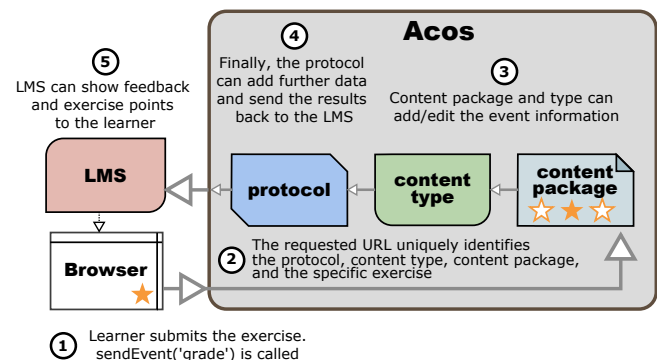 Acos
5
LMS can show feedback
and exercise points
to the learner
4
Finally, the protocol
can add further data
and send the results
back to the LMS
3
Content package and type can
add/edit the event information
LMS
protocol
content
type
content
package
Browser
2
The requested URL uniquely identifies
the protocol, content type, content package,
and the specific exercise
1
Learner submits the exercise.
sendEvent('grade') is called